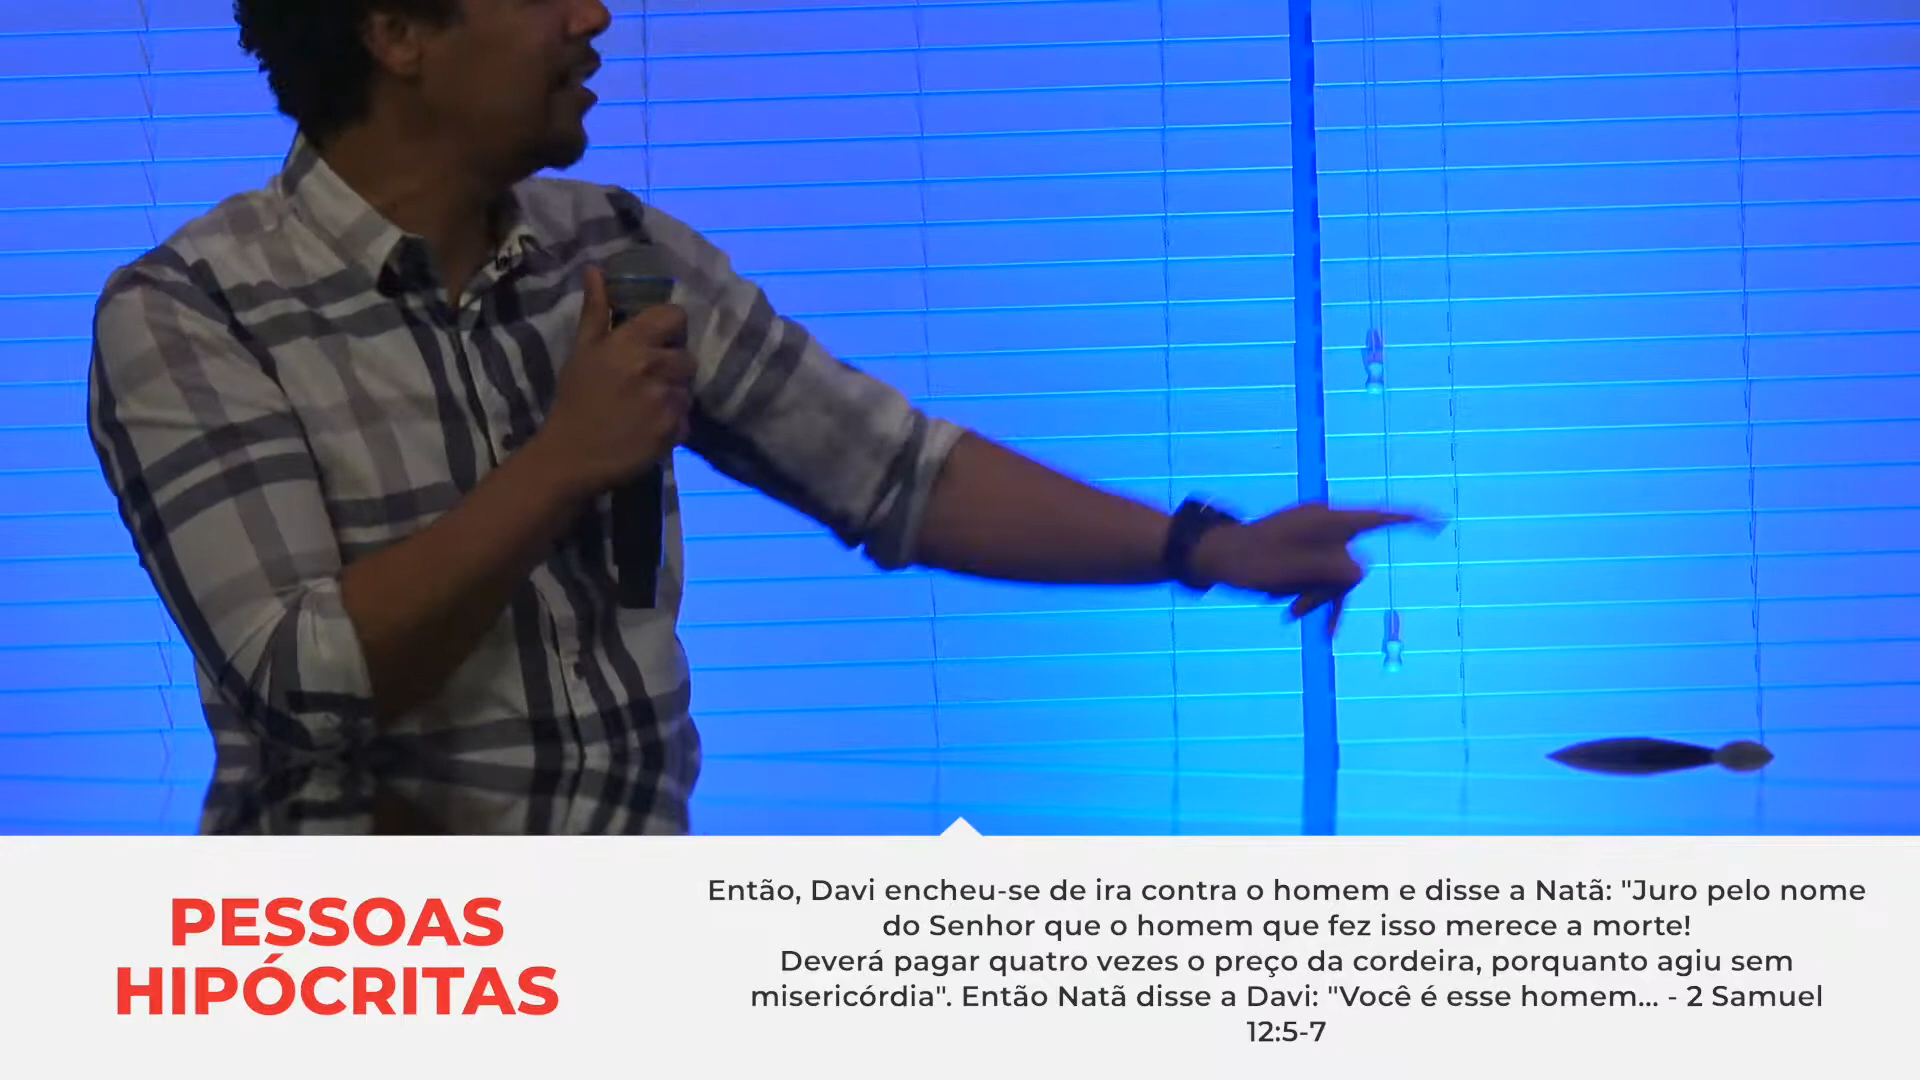 PESSOAS
HIPÓCRITAS
Então, Davi encheu-se de ira contra o homem e disse a Natã: "Juro pelo nome
do Senhor que o homem que fez isso merece a morte!
Deverá pagar quatro vezes o preço da cordeira, porquanto agiu sem
misericórdia". Então Natã disse a Davi: "Você é esse homem... - 2 Samuel
12:5-7